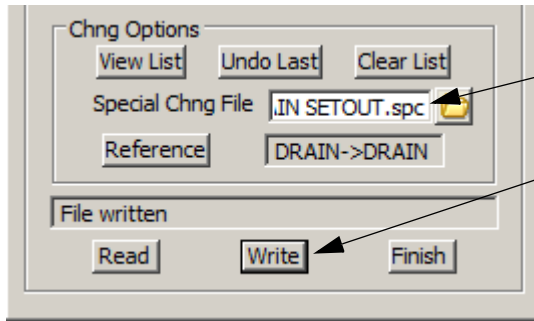 Chng Options
View List Undo Last Clear List
Special Chng File .IN SETOUT.spc
Reference DRAIN->DRAIN
File written
Read Write Finish